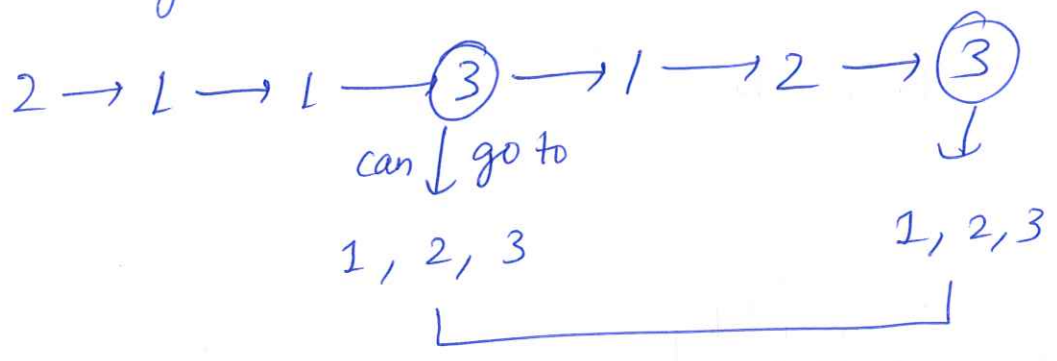 2 → 1 → 1 — 3 → 1 → 2 → 3
can ↓ go to ↓
1, 2, 3 1, 2, 3